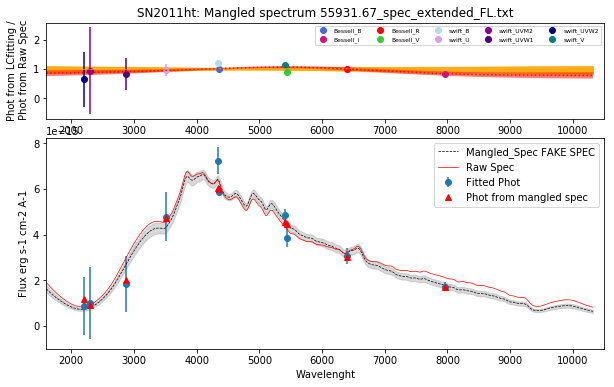 SN2011ht: Mangled spectrum 55931.67_spec_extended_FL.txt
Phot from LCfitting /
Phot from Raw Spec
2
1
0
Bessell_B
Bessell_I
Bessell_R
Bessell_V
swift_B
swift_U
swift_UVM2
swift_UVW1
swift_UVW2
swift_V
2000 3000 4000 5000 6000 7000 8000 9000 10000
1e−15
Flux erg s-1 cm-2 A-1
8
6
4
2
0
Mangled_Spec FAKE SPEC
Raw Spec
Fitted Phot
Phot from mangled spec
2000 3000 4000 5000 6000 7000 8000 9000 10000
Wavelenght